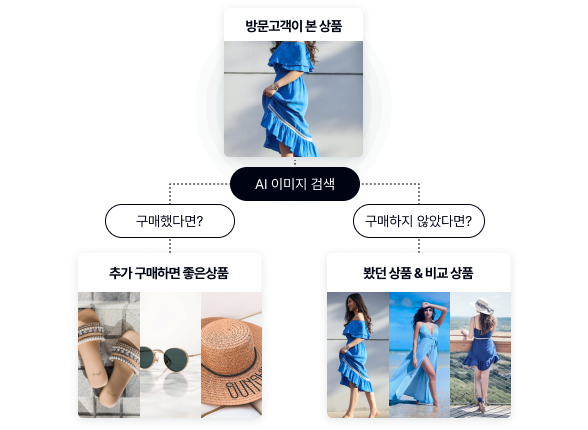 방문고객이 본 상품
AI 이미지 검색
구매했다면?
구매하지 않았다면?
추가 구매하면 좋은상품
봤던 상품 & 비교 상품